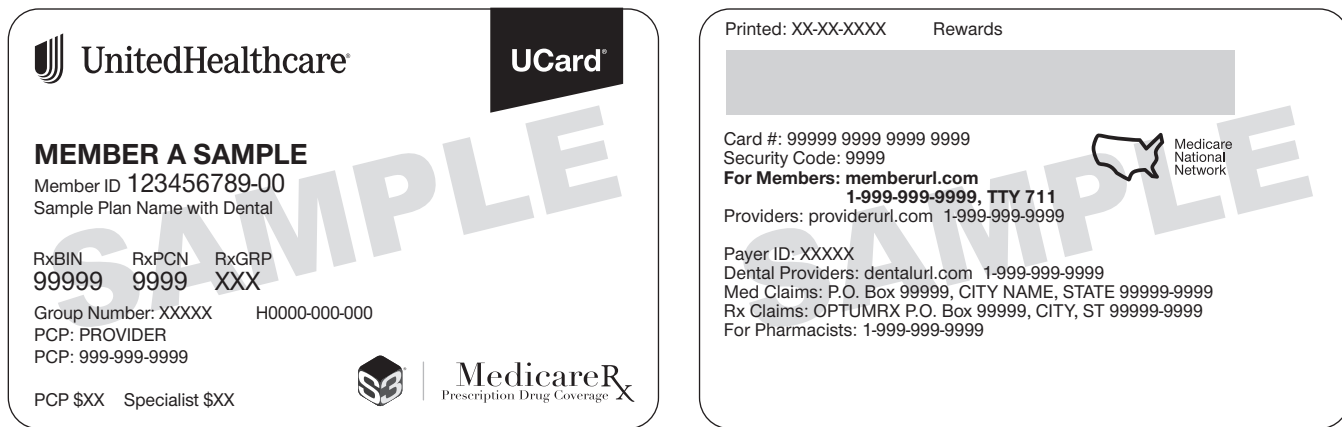 UnitedHealthcare®
UCard®
SAMPLE
MEMBER A SAMPLE
Member ID 123456789-00
Sample Plan Name with Dental
RxBIN RxPCN RxGRP
99999 9999 XXX
Group Number: XXXXX H0000-000-000
PCP: PROVIDER
PCP: 999-999-9999
S3®
MedicareRx
Prescription Drug Coverage
PCP $XX Specialist $XX
Printed: XX-XX-XXXX Rewards
SAMPLE
Card #: 99999 9999 9999 9999
Security Code: 9999
For Members: memberurl.com
1-999-999-9999, TTY 711
Providers: providerurl.com 1-999-999-9999
Medicare
National
Network
Payer ID: XXXXX
Dental Providers: dentalurl.com 1-999-999-9999
Med Claims: P.O. Box 99999, CITY NAME, STATE 99999-9999
Rx Claims: OPTUMRX P.O. Box 99999, CITY, ST 99999-9999
For Pharmacists: 1-999-999-9999